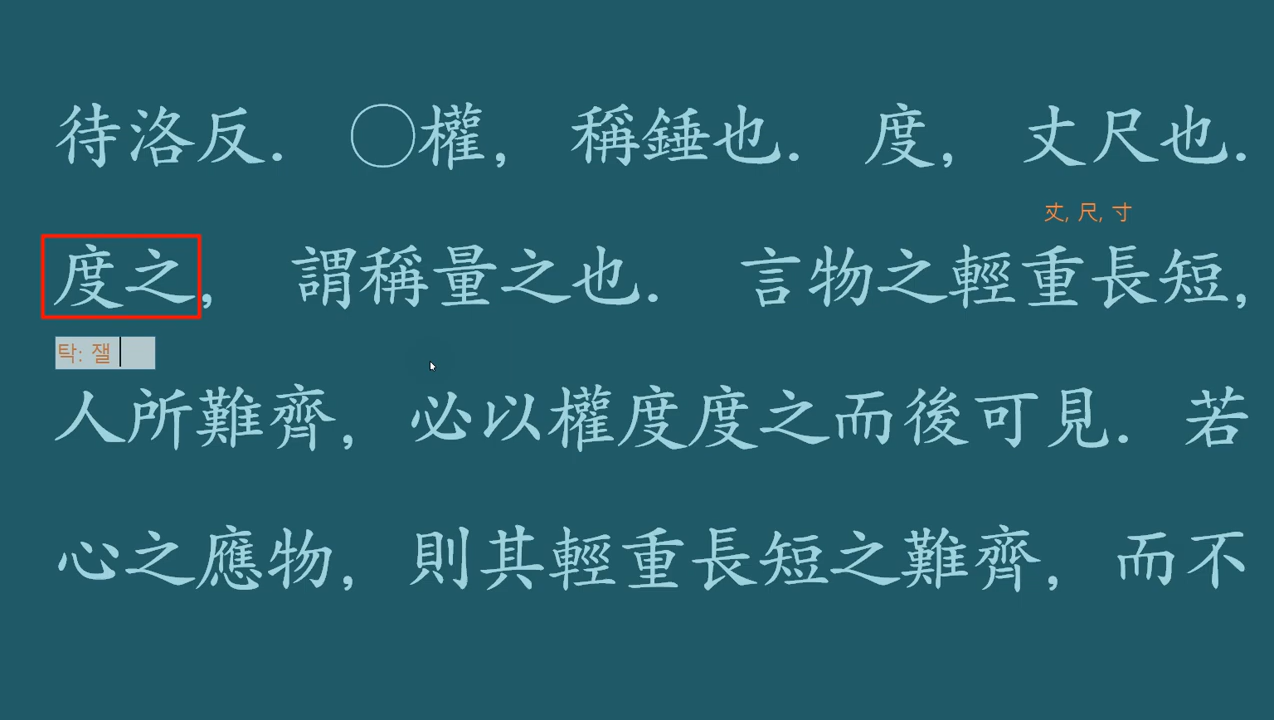 待洛反. ◯權, 稱錘也. 度, 丈尺也.
丈, 尺, 寸
度之, 謂稱量之也. 言物之輕重長短,
탁: 잴
人所難齊, 必以權度度之而後可見. 若
心之應物, 則其輕重長短之難齊, 而不